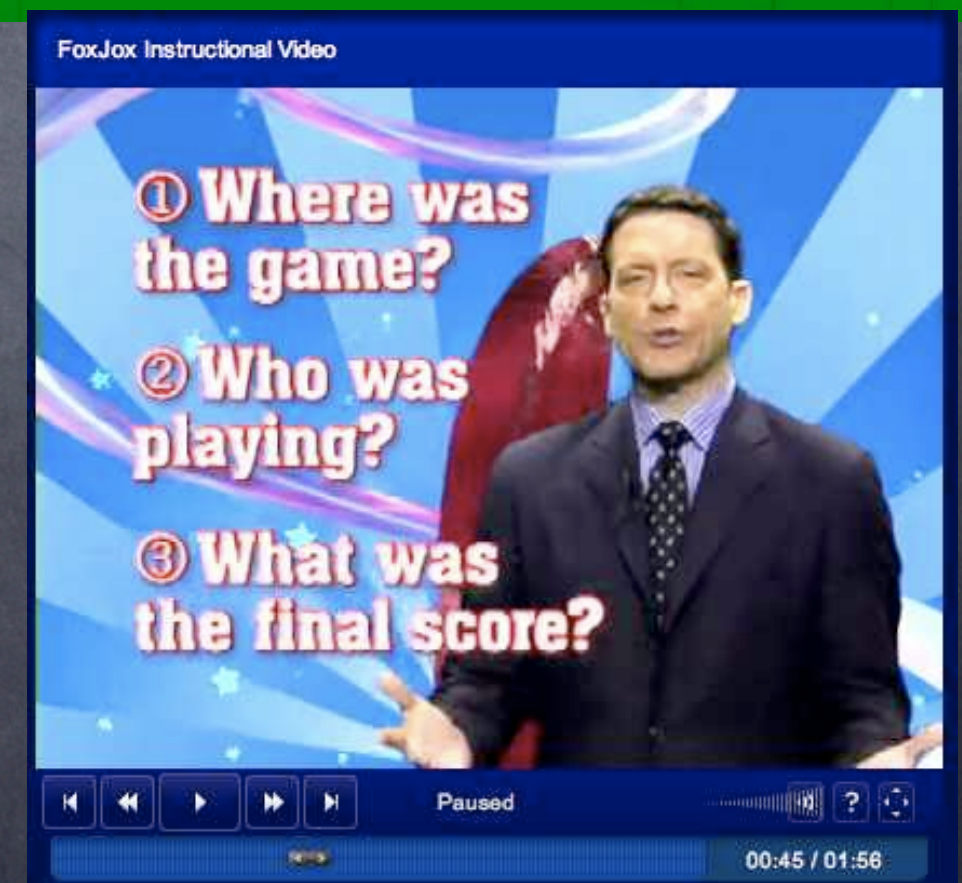 FoxJox Instructional Video
① Where was
the game?
② Who was
playing?
③ What was
the final score?
Paused
?
00:45 / 01:56